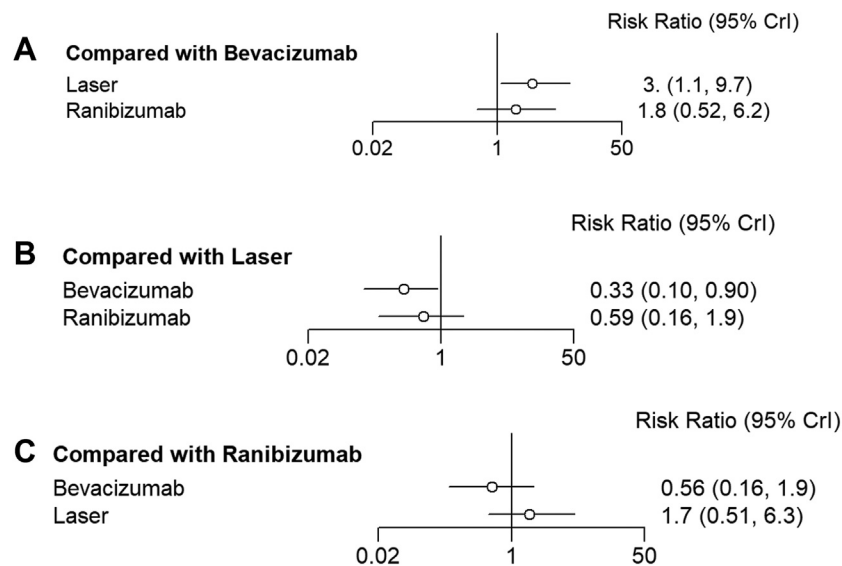 Risk Ratio (95% CrI)
A Compared with Bevacizumab
Laser 3. (1.1, 9.7)
Ranibizumab 1.8 (0.52, 6.2)
0.02 1 50
Risk Ratio (95% CrI)
B Compared with Laser
Bevacizumab 0.33 (0.10, 0.90)
Ranibizumab 0.59 (0.16, 1.9)
0.02 1 50
Risk Ratio (95% CrI)
C Compared with Ranibizumab
Bevacizumab 0.56 (0.16, 1.9)
Laser 1.7 (0.51, 6.3)
0.02 1 50